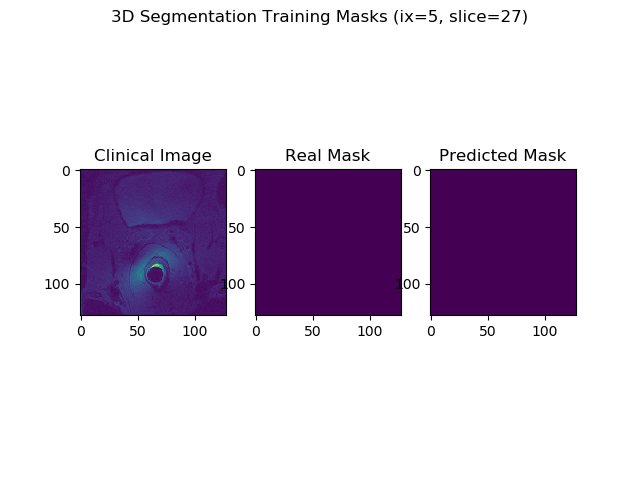 3D Segmentation Training Masks (ix=5, slice=27)
Clinical Image Real Mask Predicted Mask
0 0 0
50 50 50
100 100 100
0 50 100 0 50 100 0 50 100